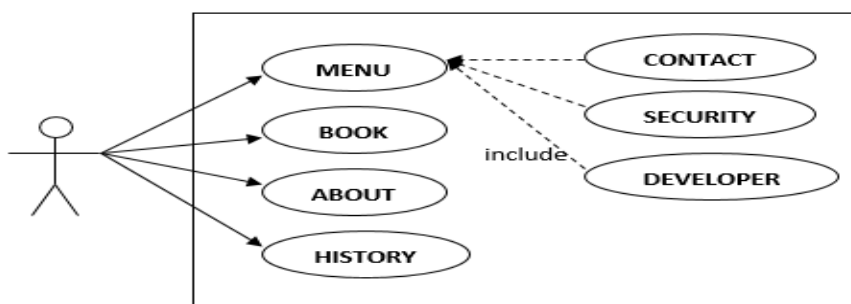 MENU
BOOK
ABOUT
HISTORY
CONTACT
SECURITY
include
DEVELOPER